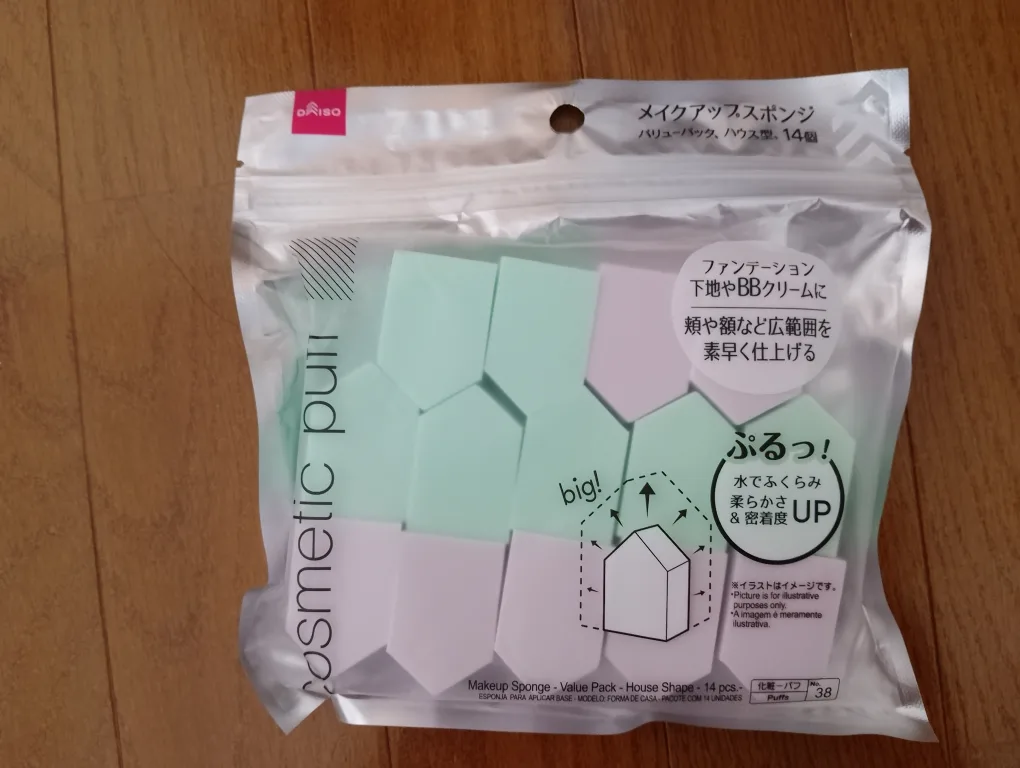 DAISO
メイクアップスポンジ
バリューパック、ハウス型、14個
ファンデーション
下地やBBクリームに
頬や額など広範囲を
素早く仕上げる
cosmetic puff
big!
ぷるっ!
水でふくらみ
柔らかさ
&密着度 UP
※イラストはイメージです。
*Picture is for illustrative
purposes only.
*A imagem é meramente
ilustrativa.
Makeup Sponge - Value Pack - House Shape - 14 pcs.-
ESPONJA PARA APLICAR BASE - MODELO: FORMA DE CASA - PACOTE COM 14 UNIDADES
化粧ーパフ
Puffs
No.
38